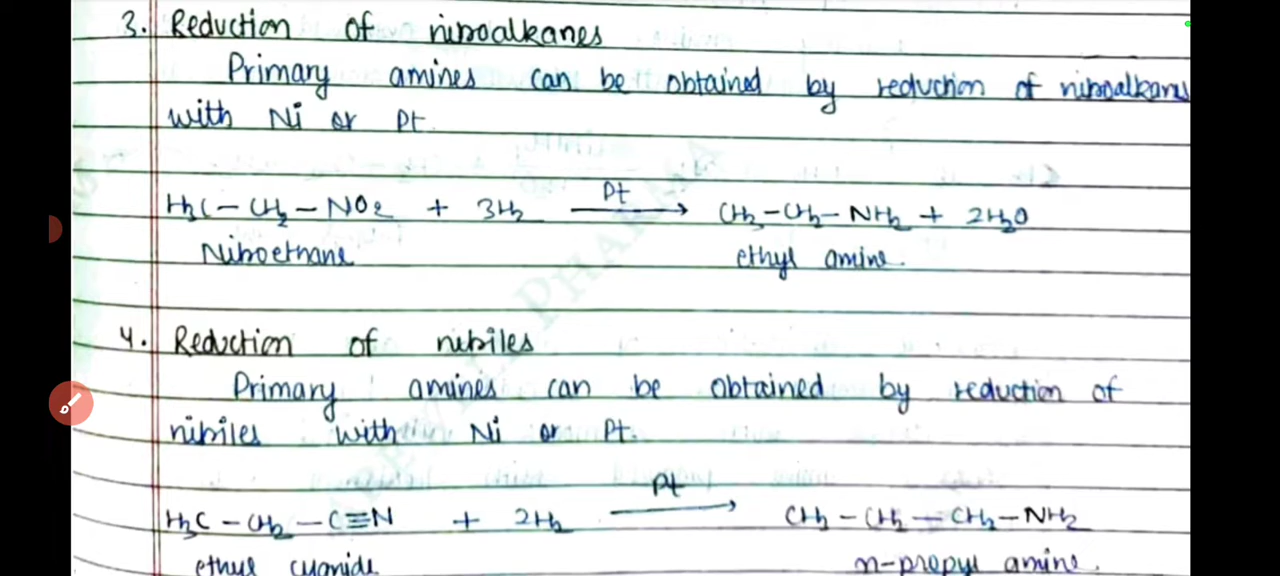 3. Reduction of nitroalkanes
Primary amines can be obtained by reduction of nitroalkanes
with Ni or Pt.
H₃C – CH₂ – NO₂ + 3H₂ —Pt→ CH₃ – CH₂ – NH₂ + 2H₂O
Nitroethane ethyl amine.
4. Reduction of nitriles
Primary amines can be obtained by reduction of
nitriles with Ni or Pt.
H₃C – CH₂ – C≡N + 2H₂ —Pt→ CH₃ – CH₂ – CH₂ – NH₂
ethyl cyanide n-propyl amine.